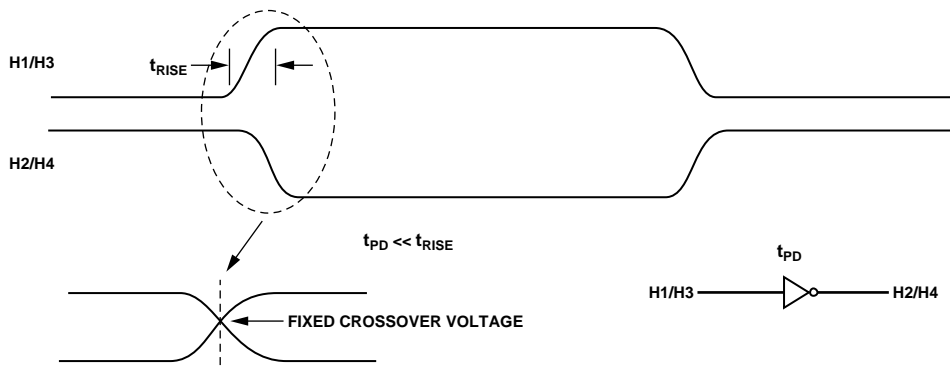 H1/H3
tRISE
H2/H4
tPD << tRISE
tPD
H1/H3
H2/H4
FIXED CROSSOVER VOLTAGE